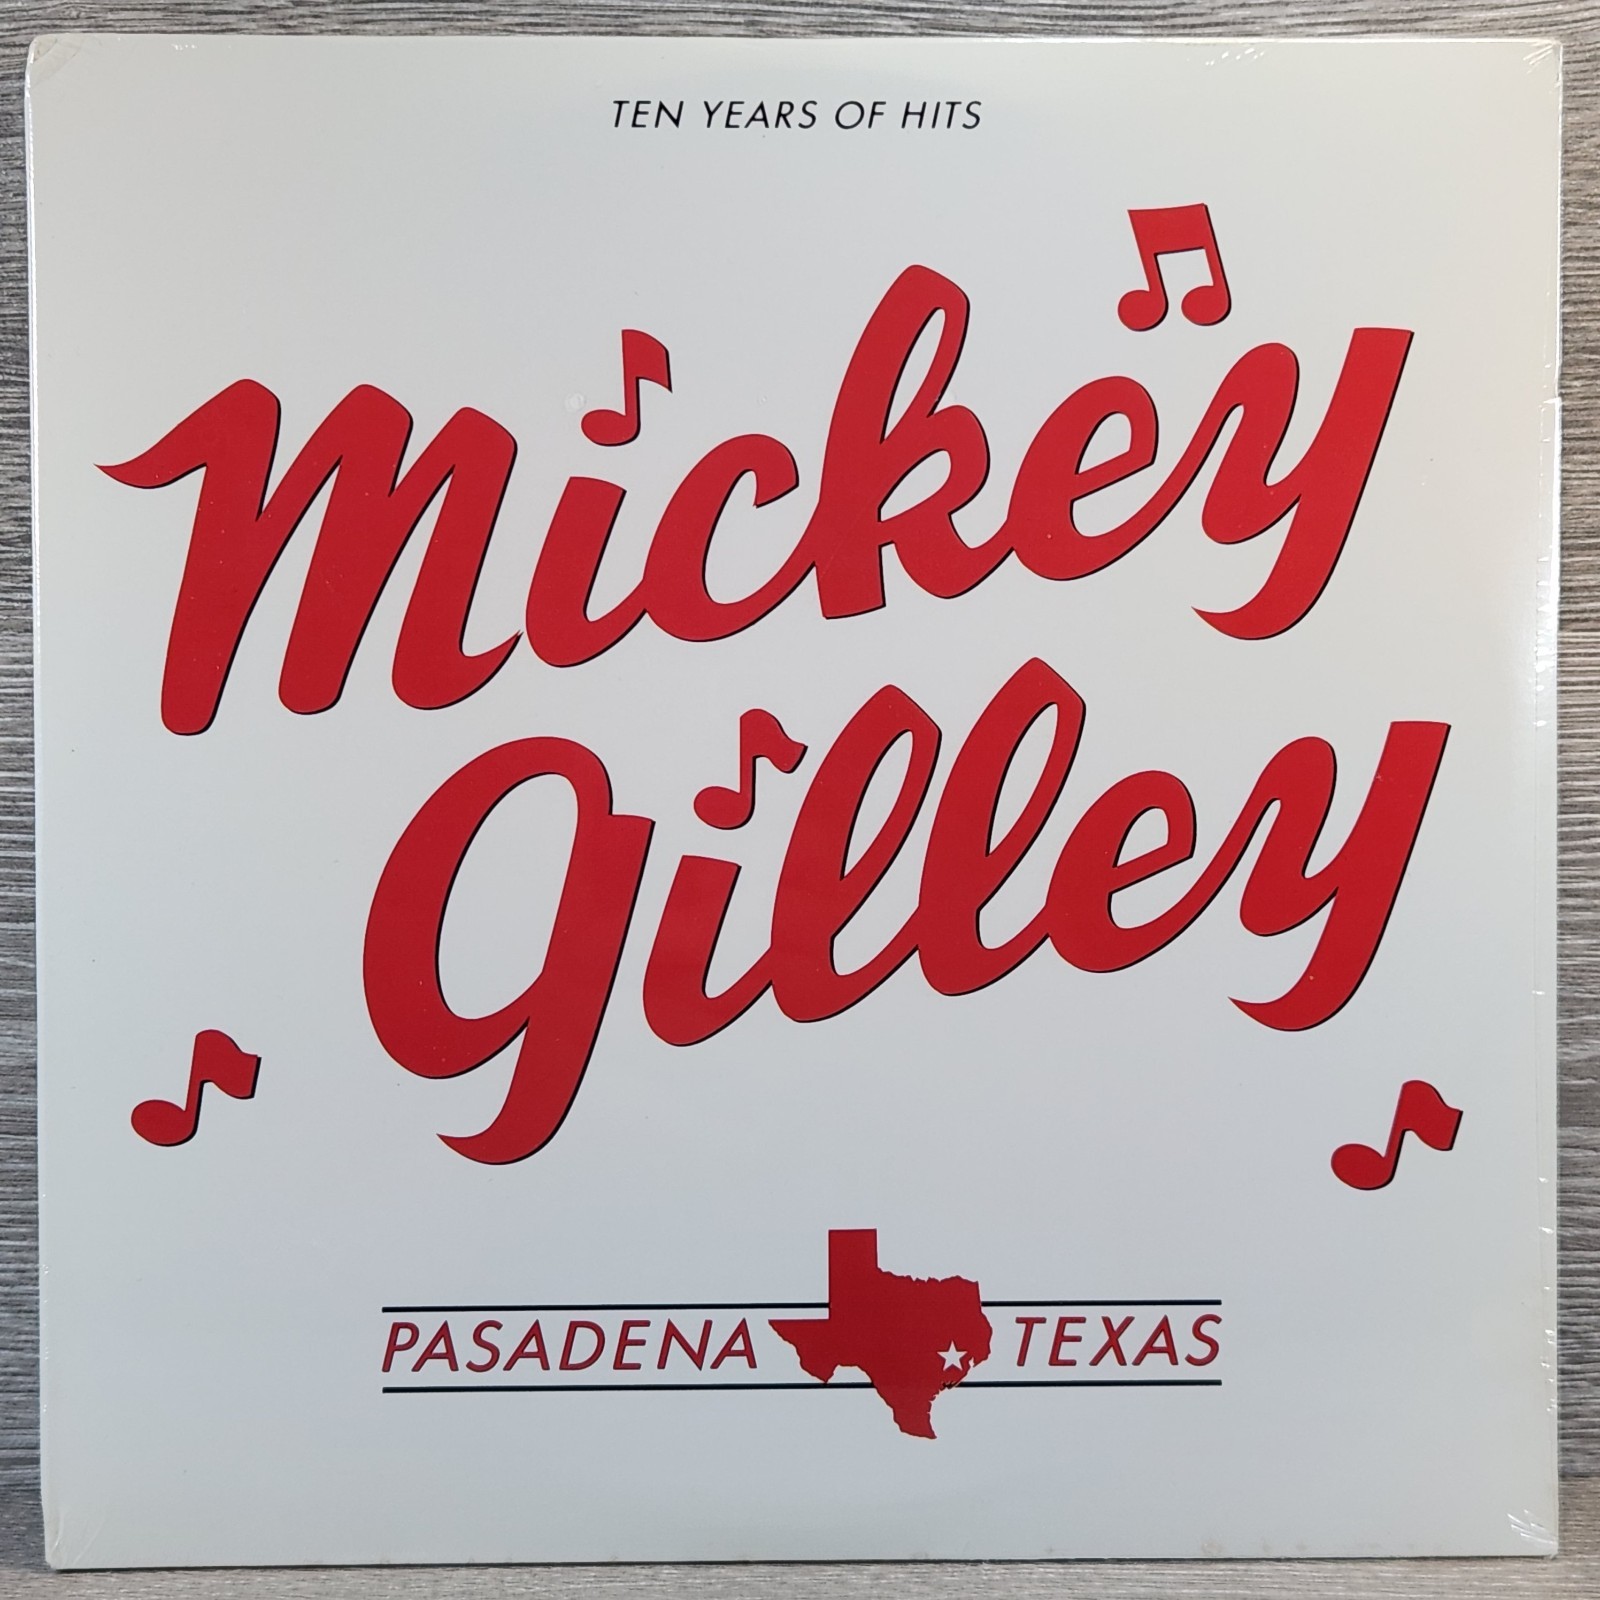 TEN YEARS OF HITS
Mickey
Gilley
PASADENA TEXAS